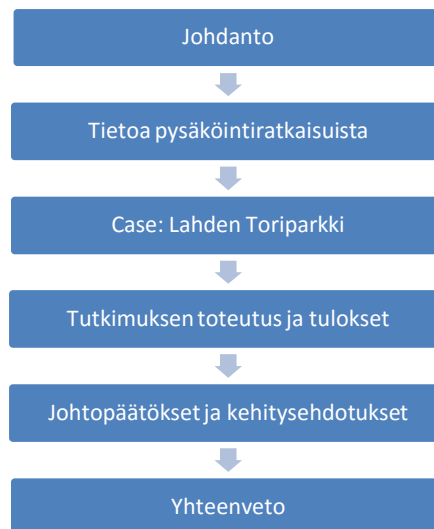 Johdanto
Tietoa pysäköintiratkaisuista
Case: Lahden Toriparkki
Tutkimuksen toteutus ja tulokset
Johtopäätökset ja kehitysehdotukset
Yhteenveto